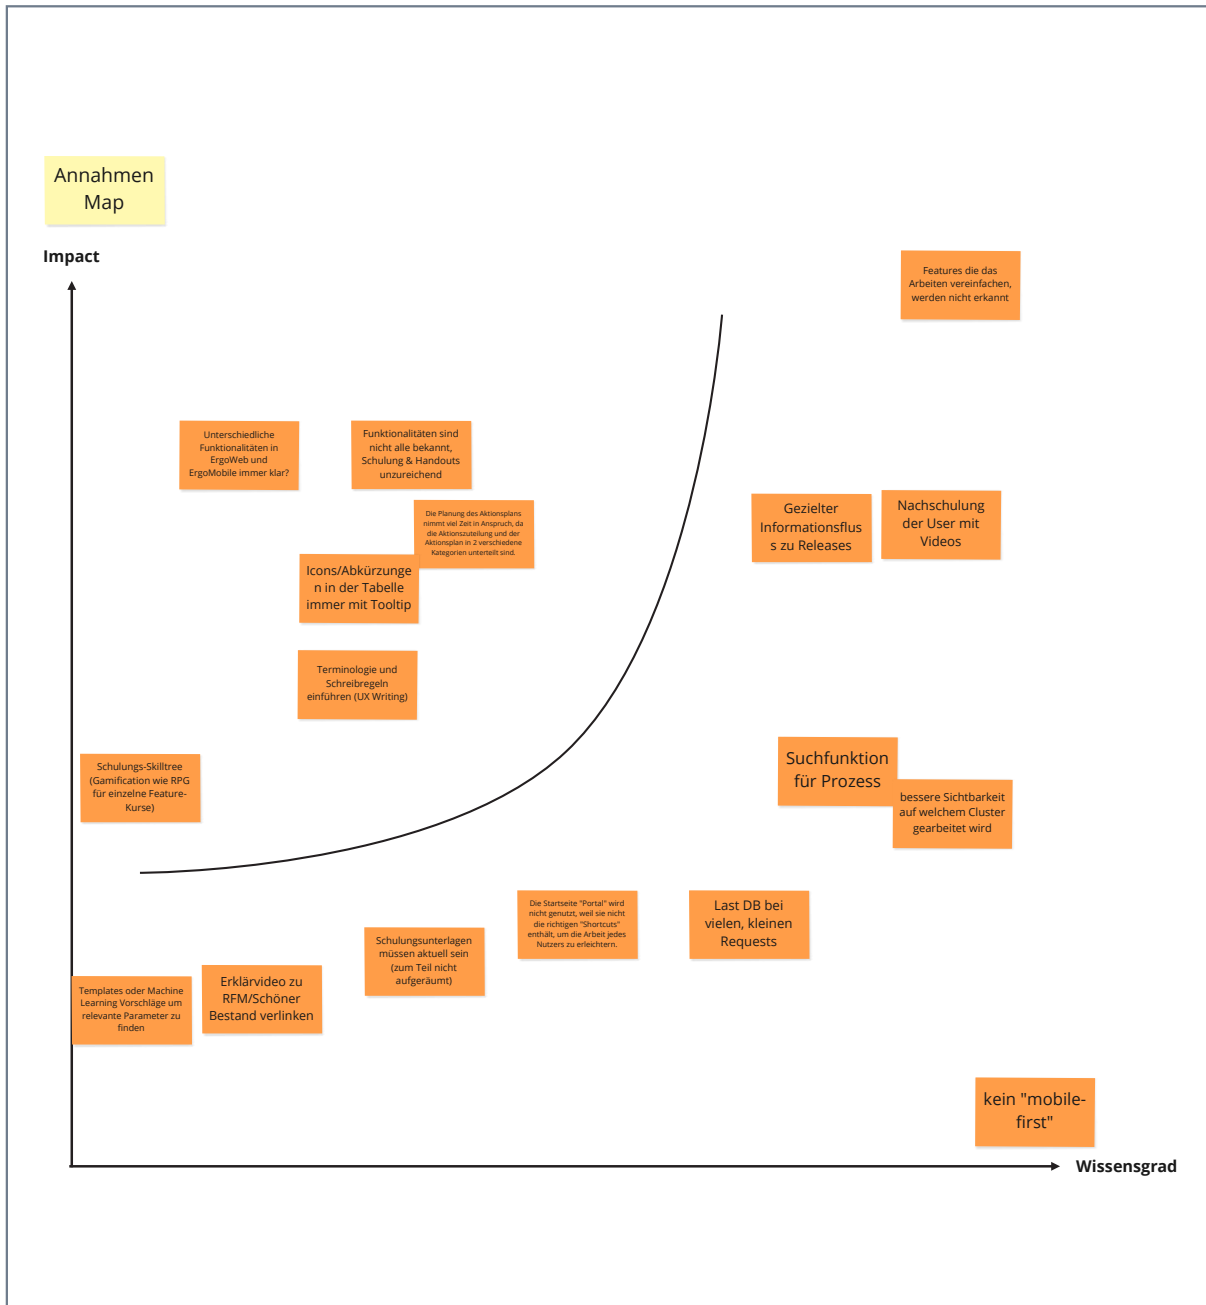 Annahmen
Map
Impact
Features die das
Arbeiten vereinfachen,
werden nicht erkannt
Unterschiedliche
Funktionalitäten in
ErgoWeb und
ErgoMobile immer klar?
Funktionalitäten sind
nicht alle bekannt,
Schulung & Handouts
unzureichend
Die Planung des Aktionsplans
nimmt viel Zeit in Anspruch, da
die Aktionszuteilung und der
Aktionsplan in 2 verschiedene
Kategorien unterteilt sind.
Gezielter
Informationsflus
s zu Releases
Nachschulung
der User mit
Videos
Icons/Abkürzunge
n in der Tabelle
immer mit Tooltip
Terminologie und
Schreibregeln
einführen (UX Writing)
Schulungs-Skilltree
(Gamification wie RPG
für einzelne Feature-
Kurse)
Suchfunktion
für Prozess
bessere Sichtbarkeit
auf welchem Cluster
gearbeitet wird
Die Startseite "Portal" wird
nicht genutzt, weil sie nicht
die richtigen "Shortcuts"
enthält, um die Arbeit jedes
Nutzers zu erleichtern.
Last DB bei
vielen, kleinen
Requests
Schulungsunterlagen
müssen aktuell sein
(zum Teil nicht
aufgeräumt)
Templates oder Machine
Learning Vorschläge um
relevante Parameter zu
finden
Erklärvideo zu
RFM/Schöner
Bestand verlinken
kein "mobile-
first"
Wissensgrad